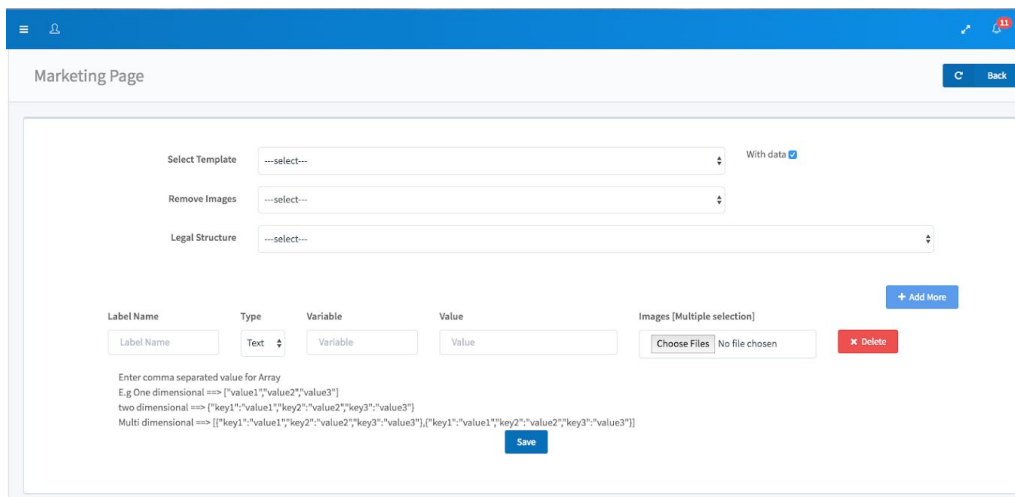 11
Marketing Page
Back
Select Template
---select---
With data
Remove Images
---select---
Legal Structure
---select---
+ Add More
Label Name Type Variable Value Images [Multiple selection]
Label Name Text Variable Value Choose Files No file chosen × Delete
Enter comma separated value for Array
E.g One dimensional ==> ["value1","value2","value3"]
two dimensional ==> {"key1":"value1","key2":"value2","key3":"value3"}
Multi dimensional ==> [{"key1":"value1","key2":"value2","key3":"value3"},{"key1":"value1","key2":"value2","key3":"value3"}]
Save